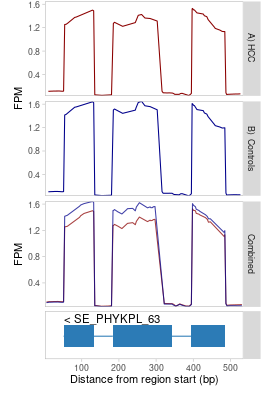 1.6
1.2
0.8
0.4
FPM
A) HCC
1.6
1.2
0.8
0.4
FPM
B) Controls
1.6
1.2
0.8
0.4
FPM
Combined
< SE_PHYKPL_63
100 200 300 400 500
Distance from region start (bp)